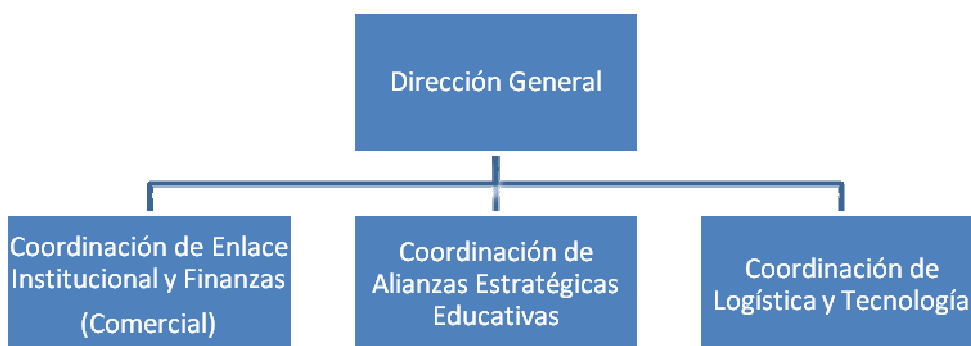 Dirección General
Coordinación de Enlace
Institucional y Finanzas
(Comercial)
Coordinación de
Alianzas Estratégicas
Educativas
Coordinación de
Logística y Tecnología